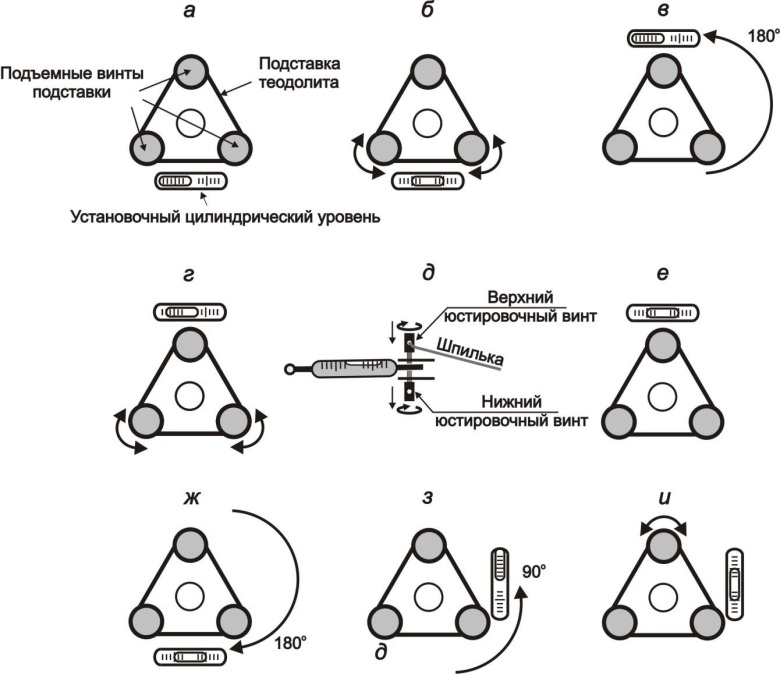 а
б
в
Подъемные винты
подставки
Подставка
теодолита
180°
Установочный цилиндрический уровень
г
д
е
Верхний
юстировочный винт
Шпилька
Нижний
юстировочный винт
ж
з
и
180°
90°
д